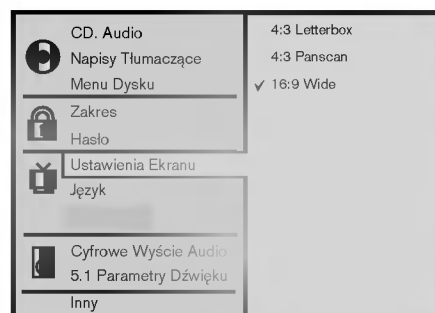 CD. Audio
Napisy Tłumaczące
Menu Dysku
Zakres
Hasło
Ustawienia Ekranu
Język
Cyfrowe Wyście Audio
5.1 Parametry Dźwięku
Inny
4:3 Letterbox
4:3 Panscan
16:9 Wide